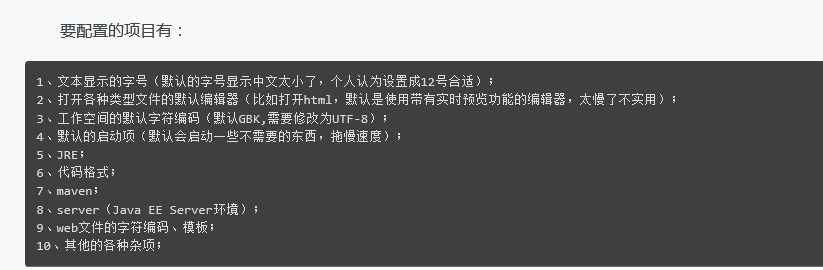 要配置的项目有：
1、文本显示的字号（默认的字号显示中文太小了，个人认为设置成12号合适）；
2、打开各种类型文件的默认编辑器（比如打开html，默认是使用带有实时预览功能的编辑器，太慢了不实用）；
3、工作空间的默认字符编码（默认GBK,需要修改为UTF-8）；
4、默认的启动项（默认会启动一些不需要的东西，拖慢速度）；
5、JRE；
6、代码格式；
7、maven；
8、server（Java EE Server环境）；
9、web文件的字符编码、模板；
10、其他的各种杂项；